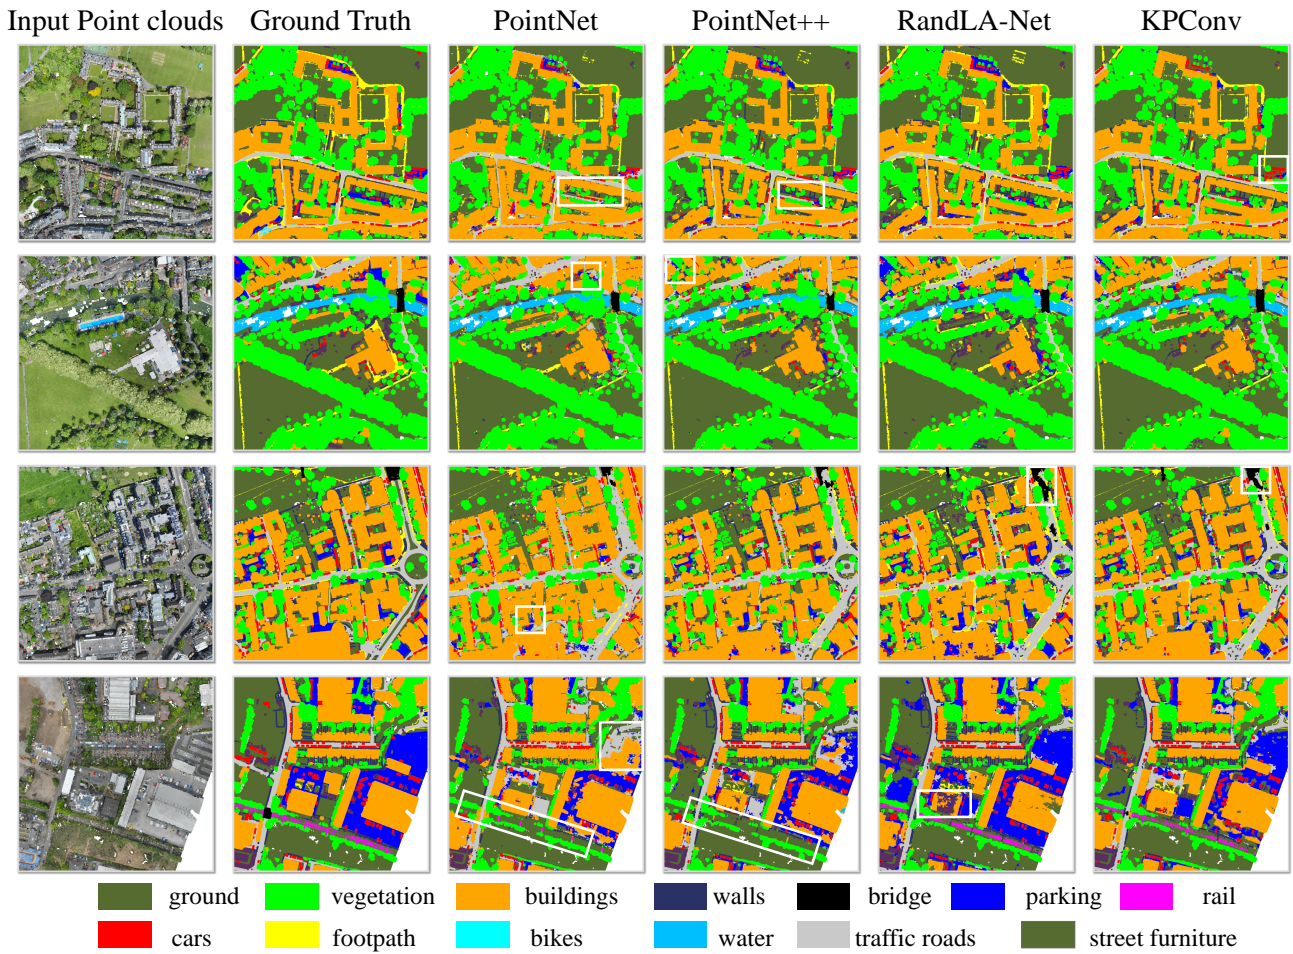 Input Point clouds Ground Truth PointNet PointNet++ RandLA-Net KPConv
ground vegetation buildings walls bridge parking rail
cars footpath bikes water traffic roads street furniture